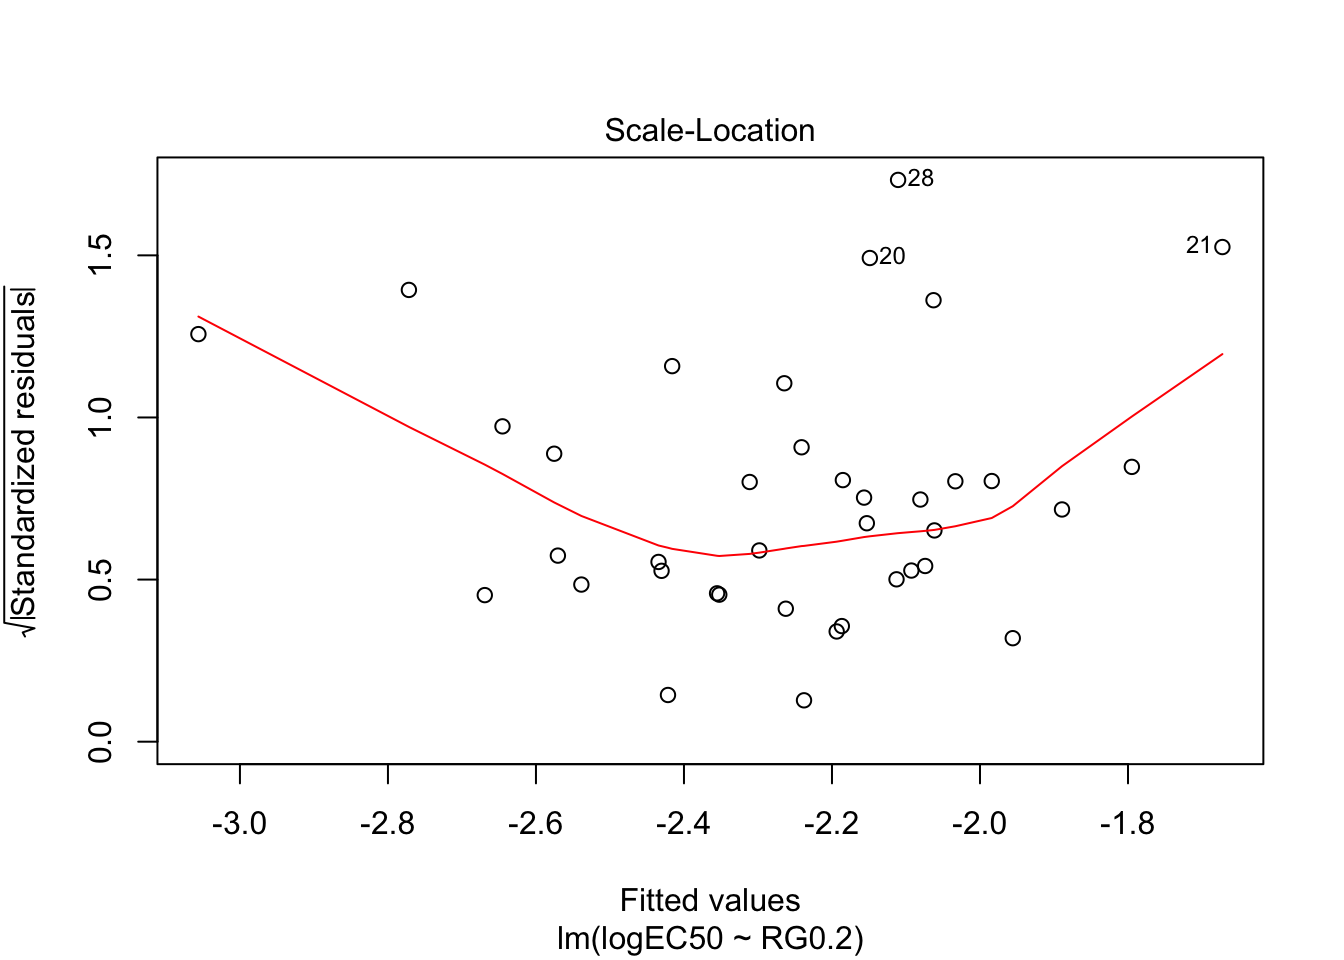 Scale-Location
28
20
21
1.5
1.0
0.5
0.0
√|Standardized residuals|
-3.0 -2.8 -2.6 -2.4 -2.2 -2.0 -1.8
Fitted values
lm(logEC50 ~ RG0.2)